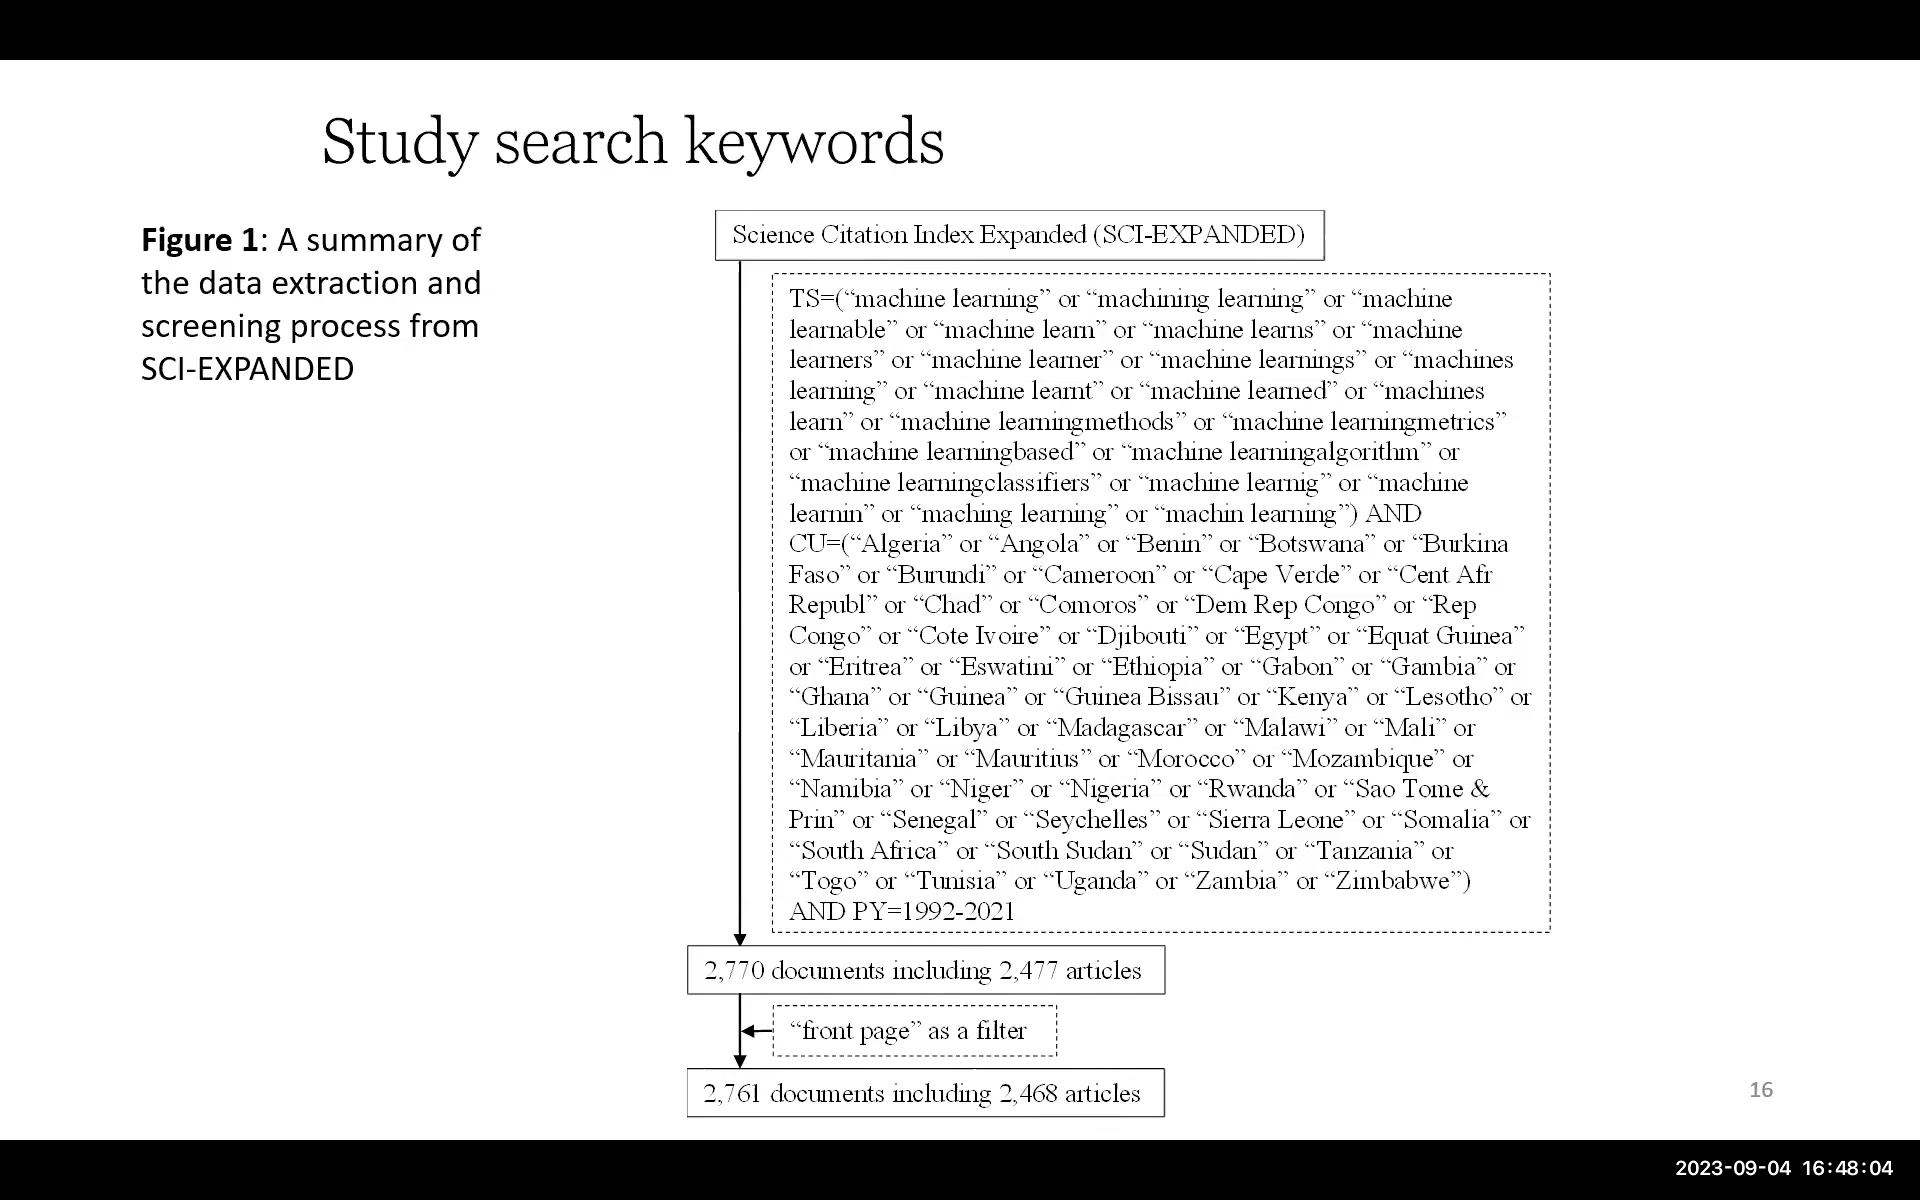 Study search keywords
Figure 1: A summary of
the data extraction and
screening process from
SCI-EXPANDED
Science Citation Index Expanded (SCI-EXPANDED)
TS=(“machine learning” or “machining learning” or “machine
learnable” or “machine learn” or “machine learns” or “machine
learners” or “machine learner” or “machine learnings” or “machines
learning” or “machine learnt” or “machine learned” or “machines
learn” or “machine learningmethods” or “machine learningmetrics”
or “machine learningbased” or “machine learningalgorithm” or
“machine learningclassifiers” or “machine learnig” or “machine
learnin” or “maching learning” or “machin learning”) AND
CU=(“Algeria” or “Angola” or “Benin” or “Botswana” or “Burkina
Faso” or “Burundi” or “Cameroon” or “Cape Verde” or “Cent Afr
Republ” or “Chad” or “Comoros” or “Dem Rep Congo” or “Rep
Congo” or “Cote Ivoire” or “Djibouti” or “Egypt” or “Equat Guinea”
or “Eritrea” or “Eswatini” or “Ethiopia” or “Gabon” or “Gambia” or
“Ghana” or “Guinea” or “Guinea Bissau” or “Kenya” or “Lesotho” or
“Liberia” or “Libya” or “Madagascar” or “Malawi” or “Mali” or
“Mauritania” or “Mauritius” or “Morocco” or “Mozambique” or
“Namibia” or “Niger” or “Nigeria” or “Rwanda” or “Sao Tome &
Prin” or “Senegal” or “Seychelles” or “Sierra Leone” or “Somalia” or
“South Africa” or “South Sudan” or “Sudan” or “Tanzania” or
“Togo” or “Tunisia” or “Uganda” or “Zambia” or “Zimbabwe”)
AND PY=1992-2021
2,770 documents including 2,477 articles
“front page” as a filter
2,761 documents including 2,468 articles
16
2023-09-04 16:48:04